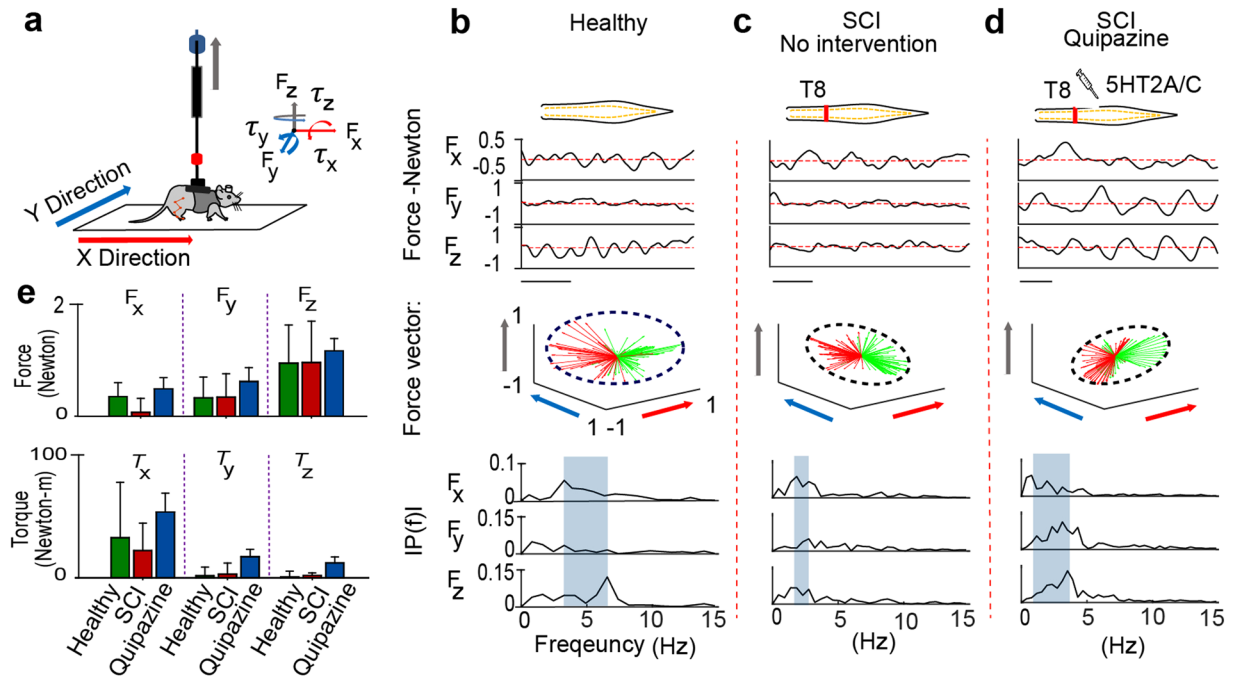 a
Fz
τz
τy
Fx
Fy
τx
Y Direction
X Direction
b
Healthy
c
SCI
No intervention
d
SCI
Quipazine
T8
T8
5HT2A/C
Force -Newton
Fx
0.5
-0.5
Fy
1
-1
Fz
1
-1
Force vector:
1
-1
1 -1
1
IP(f)I
Fx
0.1
0
Fy
0.15
0
Fz
0.15
0
0 5 10 15
Freqeuncy (Hz)
0 5 10 15
(Hz)
0 5 10 15
(Hz)
e
Fx
Fy
Fz
2
0
Force
(Newton)
Tx
Ty
Tz
100
0
Torque
(Newton-m)
Healthy
SCI
Quipazine
Healthy
SCI
Quipazine
Healthy
SCI
Quipazine